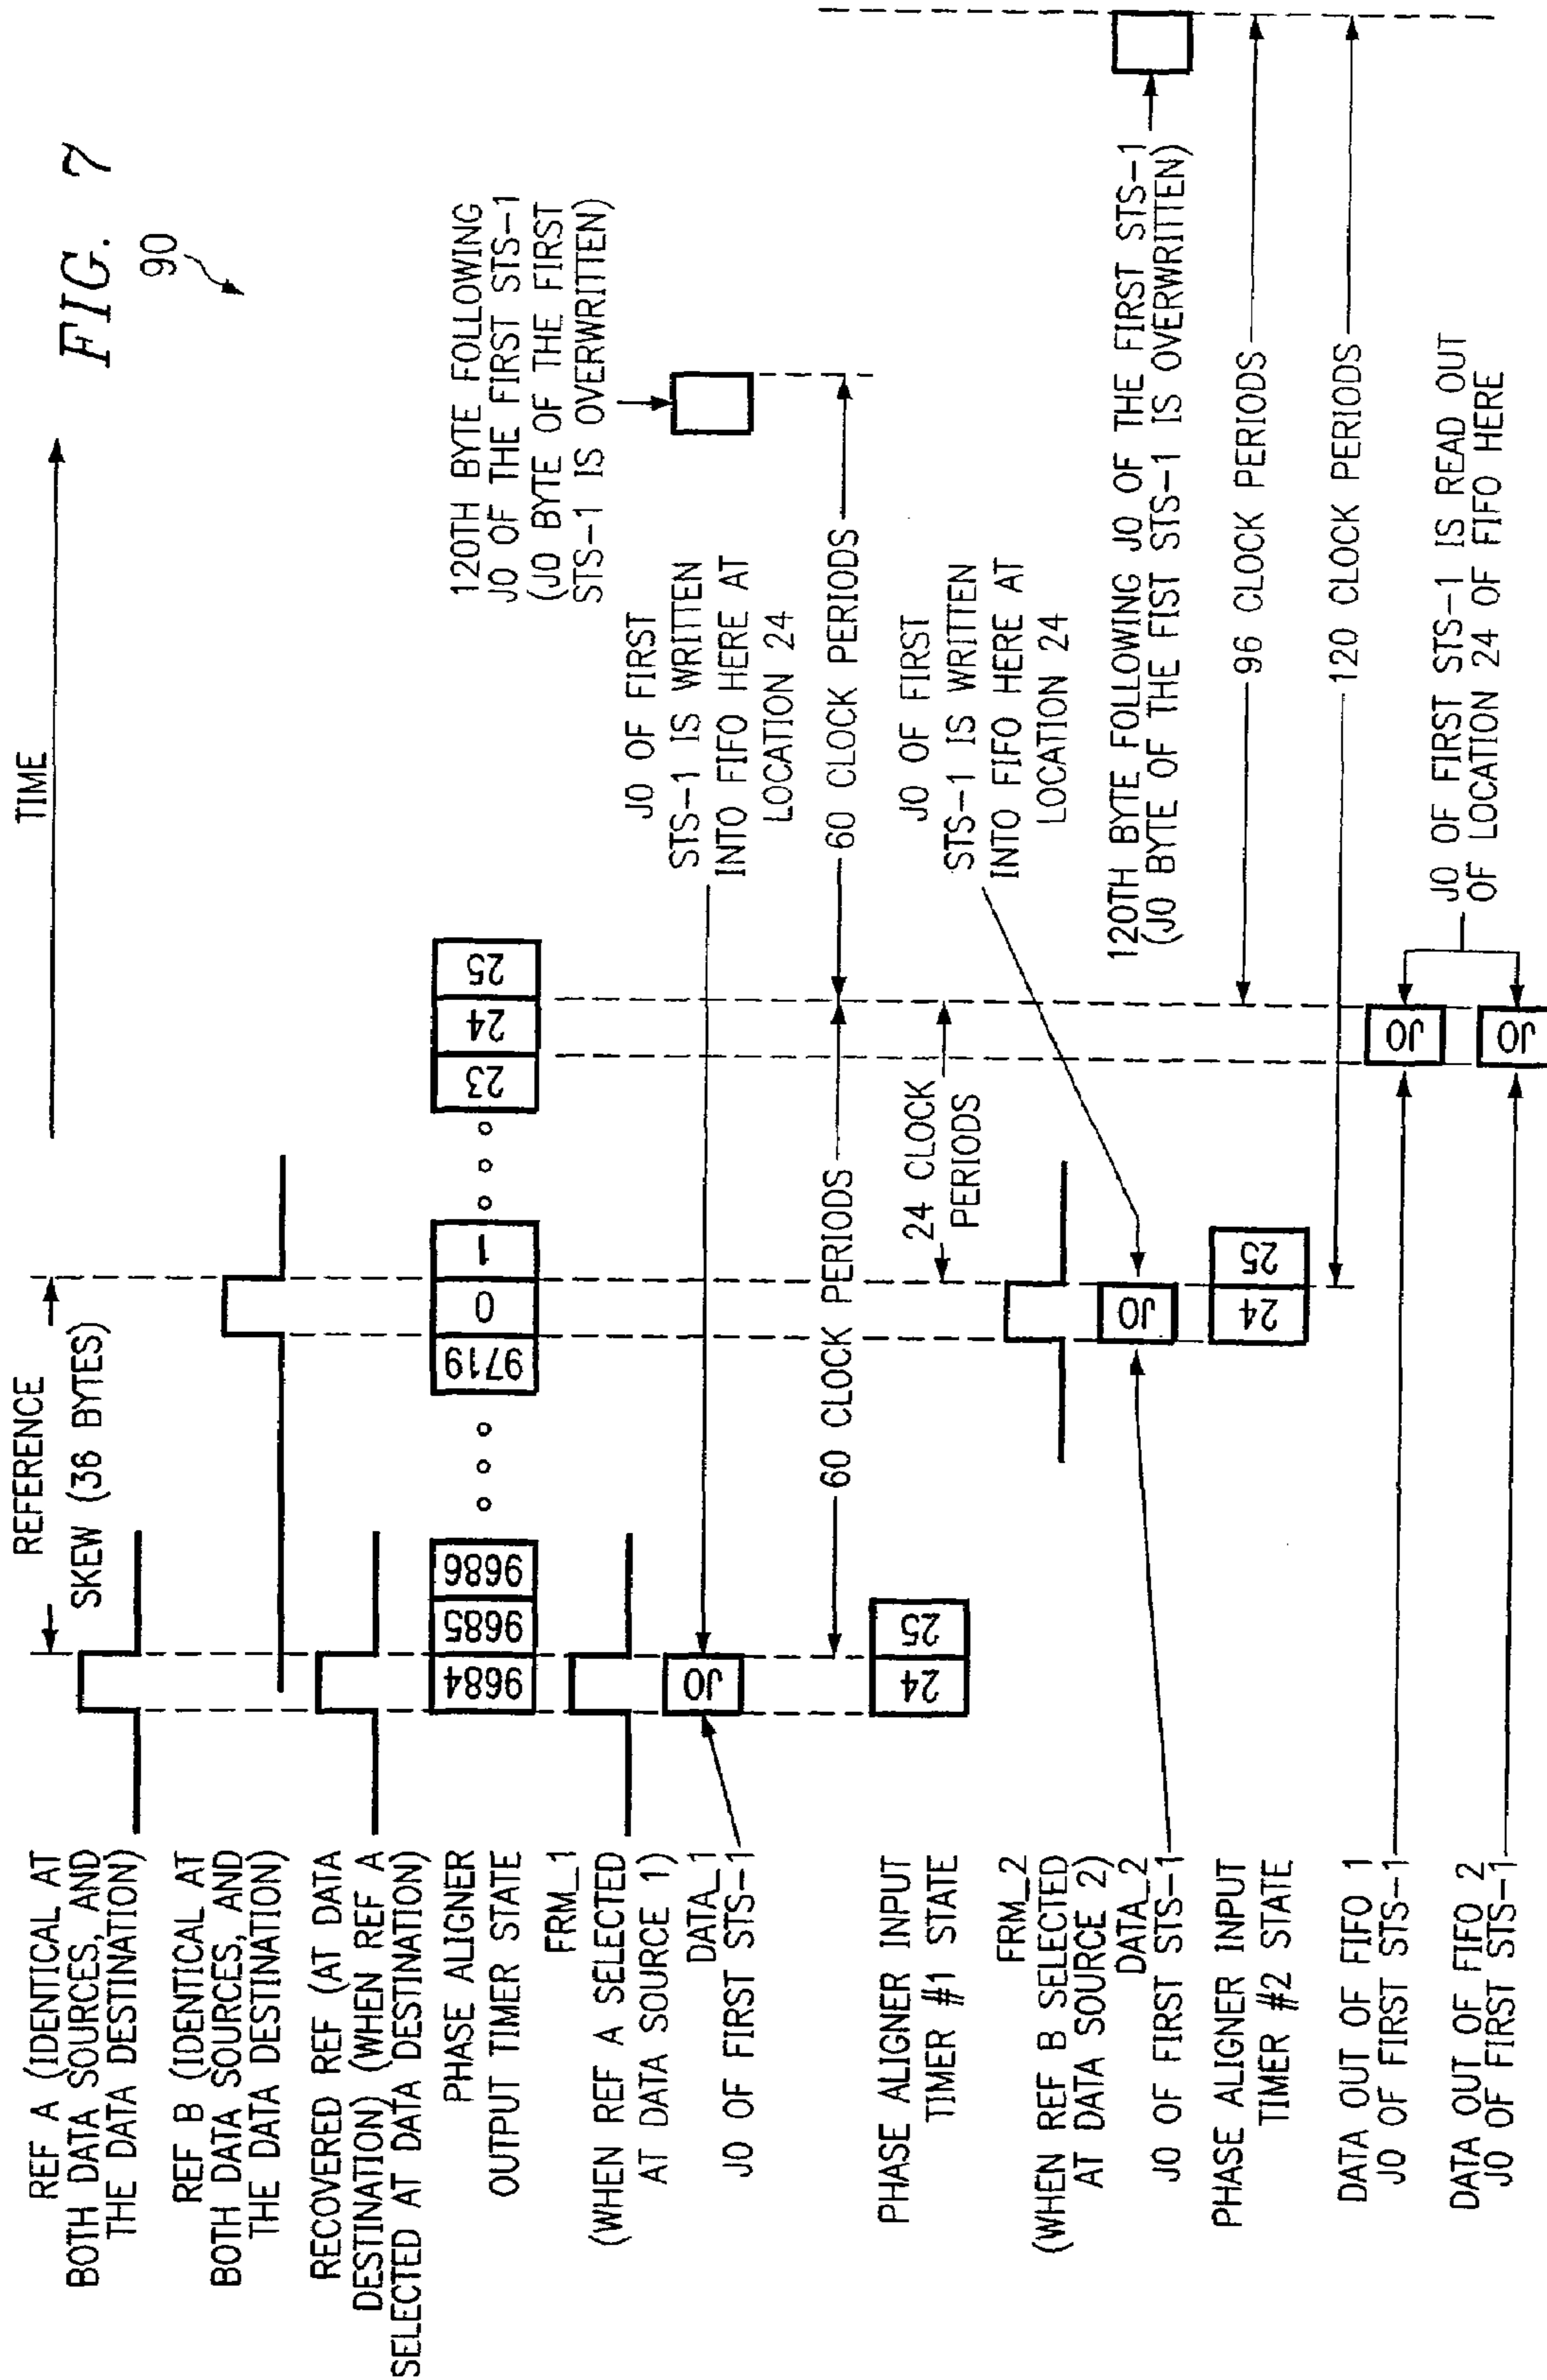 FIG. 7
90
TIME
REFERENCE
SKEW (36 BYTES)
REF A (IDENTICAL AT
BOTH DATA SOURCES, AND
THE DATA DESTINATION)
REF B (IDENTICAL AT
BOTH DATA SOURCES, AND
THE DATA DESTINATION)
RECOVERED REF (AT DATA
DESTINATION) (WHEN REF A
SELECTED AT DATA DESTINATION)
PHASE ALIGNER
OUTPUT TIMER STATE
9684 9685 9686 9719 0 1 23 24 25
120TH BYTE FOLLOWING
J0 OF THE FIRST STS-1
(J0 BYTE OF THE FIRST
STS-1 IS OVERWRITTEN)
FRM_1
(WHEN REF A SELECTED
AT DATA SOURCE 1)
DATA_1
J0 OF FIRST STS-1
J0
J0 OF FIRST
STS-1 IS WRITTEN
INTO FIFO HERE AT
LOCATION 24
60 CLOCK PERIODS
60 CLOCK PERIODS
PHASE ALIGNER INPUT
TIMER #1 STATE
24 25
24 CLOCK
PERIODS
J0 OF FIRST
STS-1 IS WRITTEN
INTO FIFO HERE AT
LOCATION 24
FRM_2
(WHEN REF B SELECTED
AT DATA SOURCE 2)
DATA_2
J0 OF FIRST STS-1
J0
120TH BYTE FOLLOWING J0 OF THE FIRST STS-1
(J0 BYTE OF THE FIST STS-1 IS OVERWRITTEN)
PHASE ALIGNER INPUT
TIMER #2 STATE
24 25
96 CLOCK PERIODS
120 CLOCK PERIODS
DATA OUT OF FIFO 1
J0 OF FIRST STS-1
J0
DATA OUT OF FIFO 2
J0 OF FIRST STS-1
J0
J0 OF FIRST STS-1 IS READ OUT
OF LOCATION 24 OF FIFO HERE